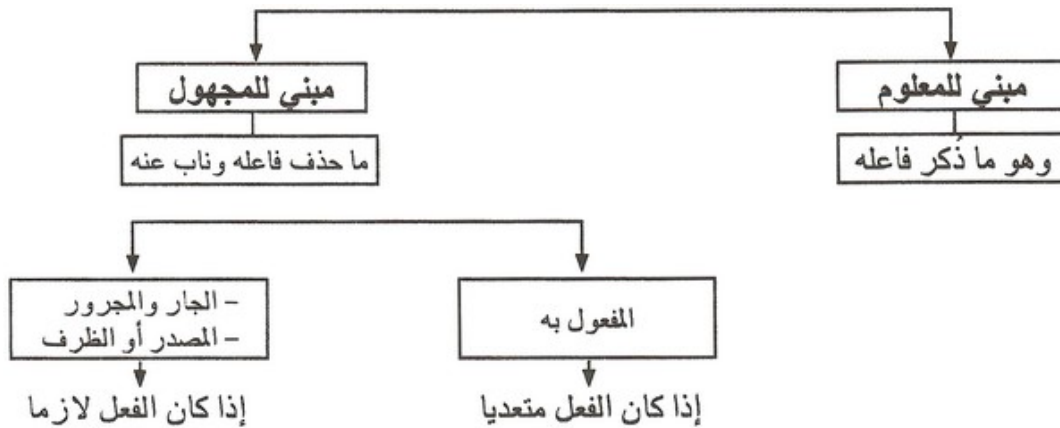 مبني للمعلوم
مبني للمجهول
وهو ما ذُكر فاعله
ما حذف فاعله وناب عنه
المفعول به
– الجار والمجرور
– المصدر أو الظرف
إذا كان الفعل متعديا
إذا كان الفعل لازما